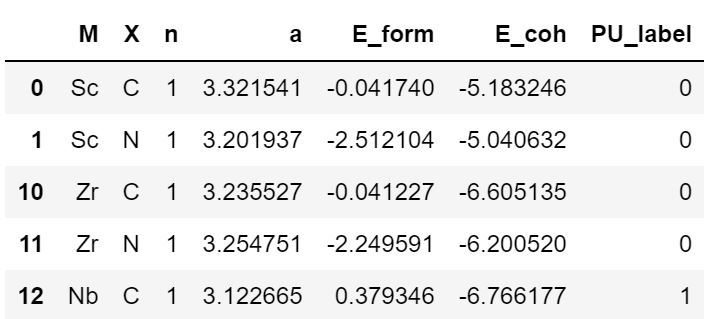 M X n a E_form E_coh PU_label
0 Sc C 1 3.321541 -0.041740 -5.183246 0
1 Sc N 1 3.201937 -2.512104 -5.040632 0
10 Zr C 1 3.235527 -0.041227 -6.605135 0
11 Zr N 1 3.254751 -2.249591 -6.200520 0
12 Nb C 1 3.122665 0.379346 -6.766177 1